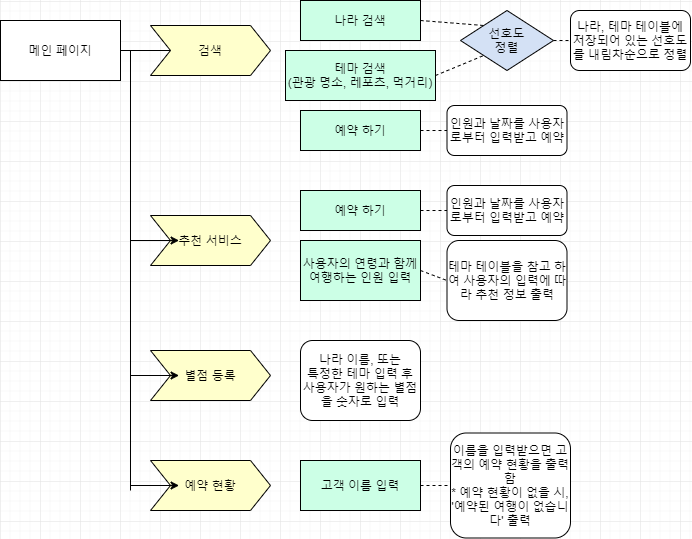 메인 페이지
검색
나라 검색
테마 검색
(관광 명소, 레포츠, 먹거리)
선호도
정렬
나라, 테마 테이블에
저장되어 있는 선호도
를 내림차순으로 정렬
예약 하기
인원과 날짜를 사용자
로부터 입력받고 예약
추천 서비스
예약 하기
인원과 날짜를 사용자
로부터 입력받고 예약
사용자의 연령과 함께
여행하는 인원 입력
테마 테이블을 참고 하
여 사용자의 입력에 따
라 추천 정보 출력
별점 등록
나라 이름, 또는
특정한 테마 입력 후
사용자가 원하는 별점
을 숫자로 입력
예약 현황
고객 이름 입력
이름을 입력받으면 고
객의 예약 현황을 출력
함
* 예약 현황이 없을 시,
'예약된 여행이 없습니
다' 출력